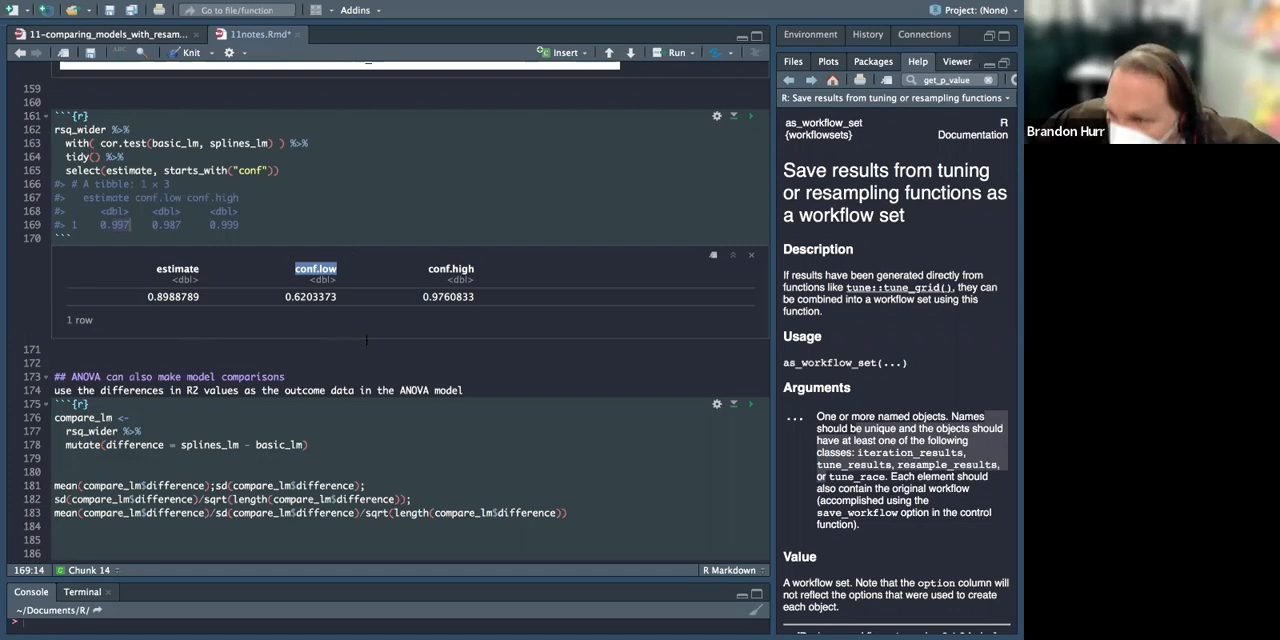 Go to file/function
Addins
Project: (None)
11-comparing_models_with_resam...
11notes.Rmd*
Environment
History
Connections
ABC
Knit
Insert
Run
Files
Plots
Packages
Help
Viewer
get_p_value
R: Save results from tuning or resampling functions
159
160
161 ```{r}
162 rsq_wider %>%
163 with( cor.test(basic_lm, splines_lm) ) %>%
164 tidy() %>%
165 select(estimate, starts_with("conf"))
166 #> # A tibble: 1 × 3
167 #> estimate conf.low conf.high
168 #> <dbl> <dbl> <dbl>
169 #> 1 0.997 0.987 0.999
170 ```
estimate conf.low conf.high
<dbl> <dbl> <dbl>
0.8988789 0.6203373 0.9760833
1 row
171
172
173 ## ANOVA can also make model comparisons
174 use the differences in R2 values as the outcome data in the ANOVA model
175 ```{r}
176 compare_lm <-
177 rsq_wider %>%
178 mutate(difference = splines_lm - basic_lm)
179
180
181 mean(compare_lm$difference);sd(compare_lm$difference);
182 sd(compare_lm$difference)/sqrt(length(compare_lm$difference));
183 mean(compare_lm$difference)/sd(compare_lm$difference)/sqrt(length(compare_lm$difference))
184
185
186
169:14 Chunk 14 R Markdown
Console Terminal
~/Documents/R/
>
as_workflow_set R
{workflowsets} Documentation
Save results from tuning
or resampling functions as
a workflow set
Description
If results have been generated directly from
functions like tune::tune_grid(), they can
be combined into a workflow set using this
function.
Usage
as_workflow_set(...)
Arguments
... One or more named objects. Names
should be unique and the objects should
have at least one of the following
classes: iteration_results,
tune_results, resample_results,
or tune_race. Each element should
also contain the original workflow
(accomplished using the
save_workflow option in the control
function).
Value
A workflow set. Note that the option column will
not reflect the options that were used to create
each object.
Brandon Hurr